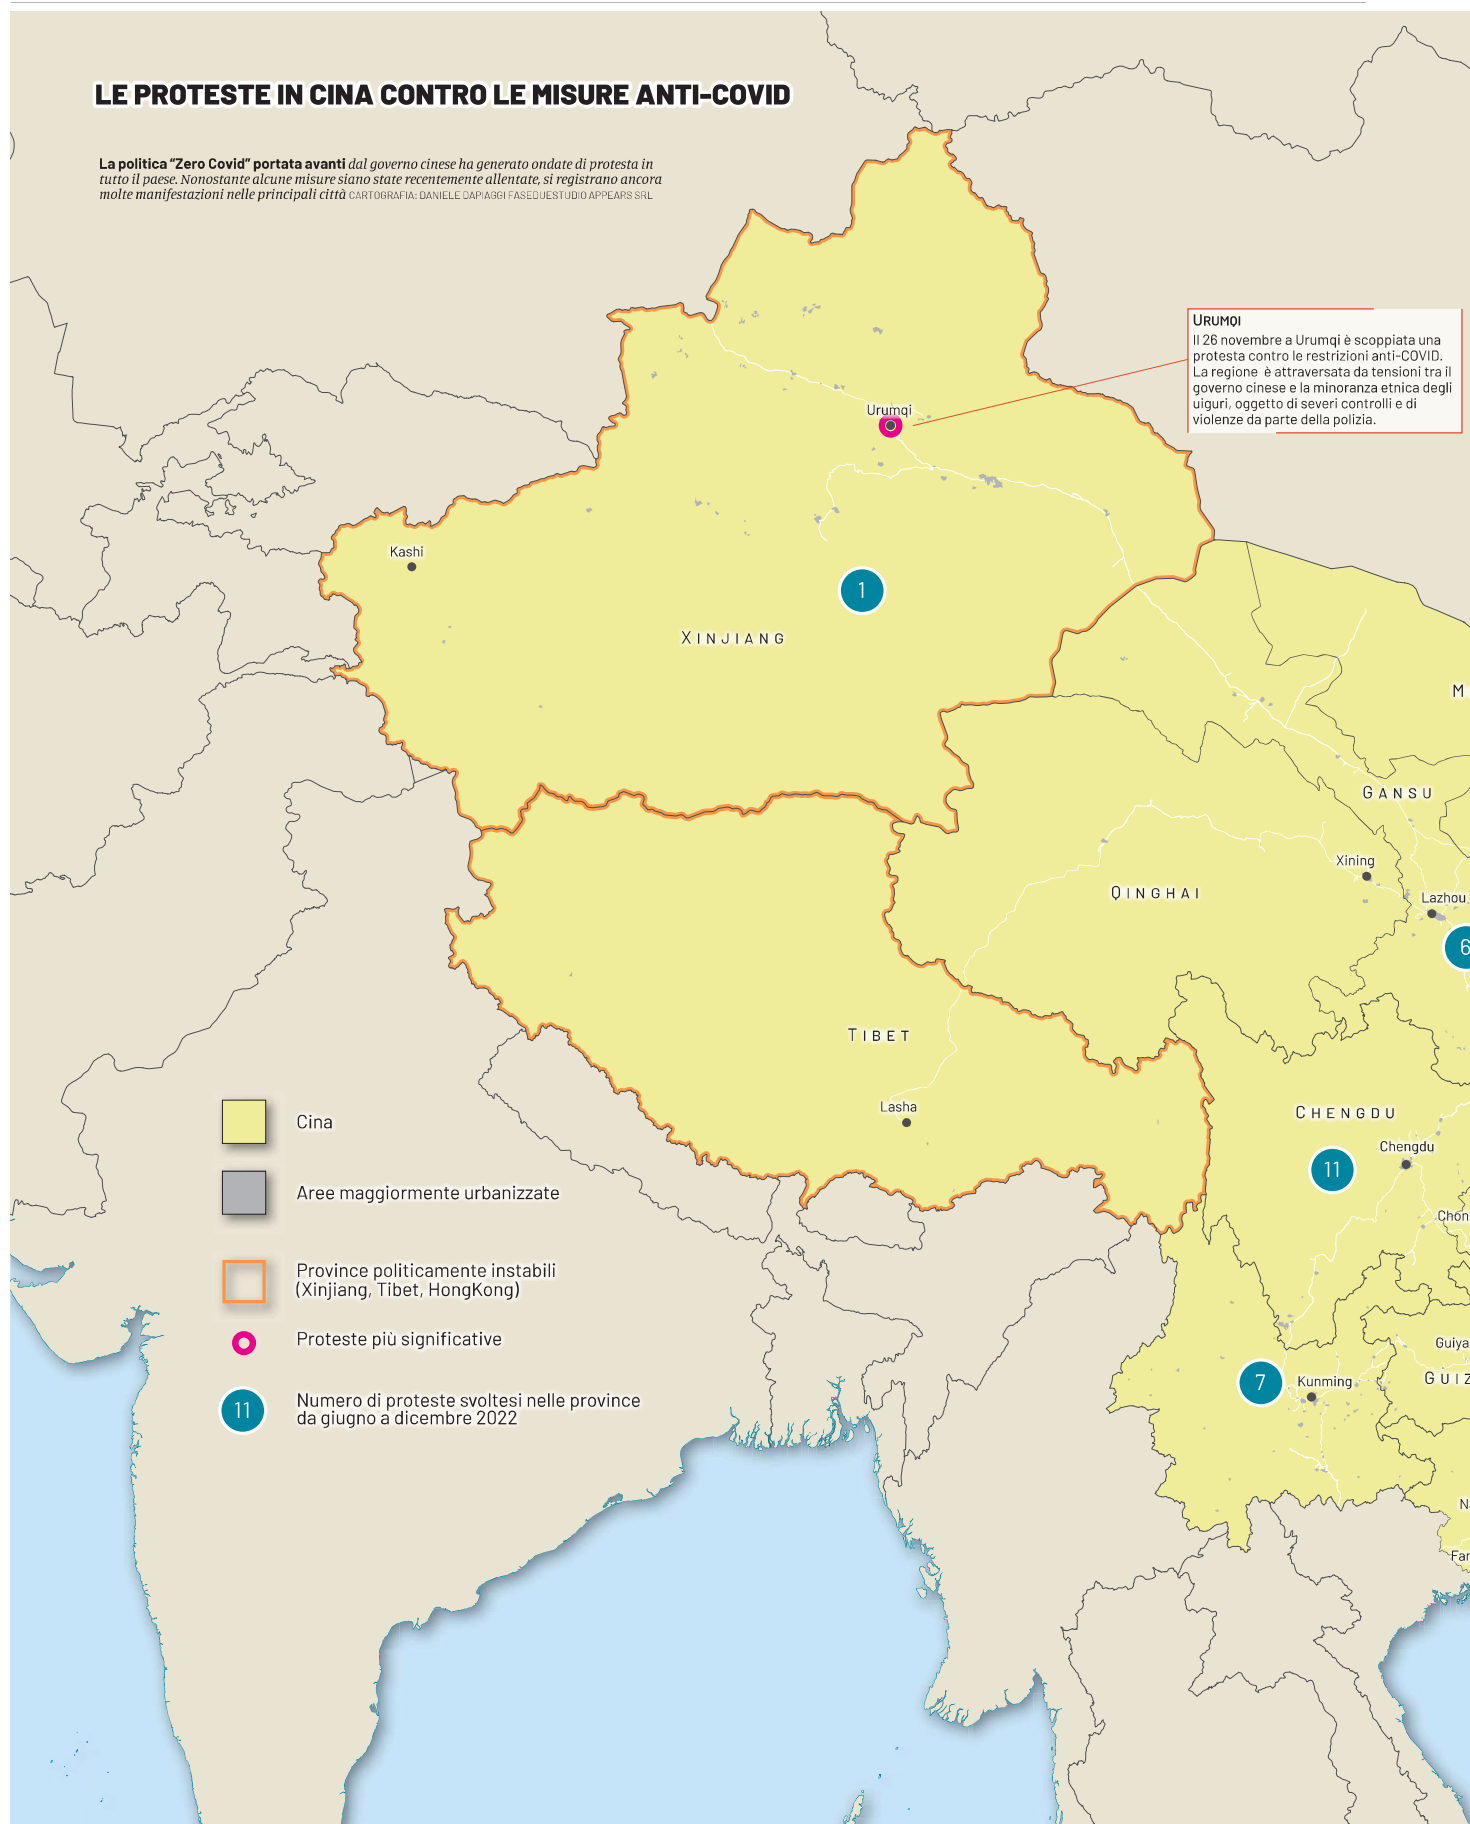 LE PROTESTE IN CINA CONTRO LE MISURE ANTI-COVID
La politica “Zero Covid” portata avanti dal governo cinese ha generato ondate di protesta in
tutto il paese. Nonostante alcune misure siano state recentemente allentate, si registrano ancora
molte manifestazioni nelle principali città CARTOGRAFIA: DANIELE DAPIAGGI FASEDUESTUDIO APPEARS SRL
URUMQI
Il 26 novembre a Urumqi è scoppiata una
protesta contro le restrizioni anti-COVID.
La regione è attraversata da tensioni tra il
governo cinese e la minoranza etnica degli
uiguri, oggetto di severi controlli e di
violenze da parte della polizia.
Urumqi
Kashi
1
XINJIANG
M
GANSU
Xining
QINGHAI
Lazhou
6
TIBET
Lasha
CHENGDU
Chengdu
11
Chon
Guiya
GUIZ
7
Kunming
N
Fan
Cina
Aree maggiormente urbanizzate
Province politicamente instabili
(Xinjiang, Tibet, HongKong)
Proteste più significative
11
Numero di proteste svoltesi nelle province
da giugno a dicembre 2022